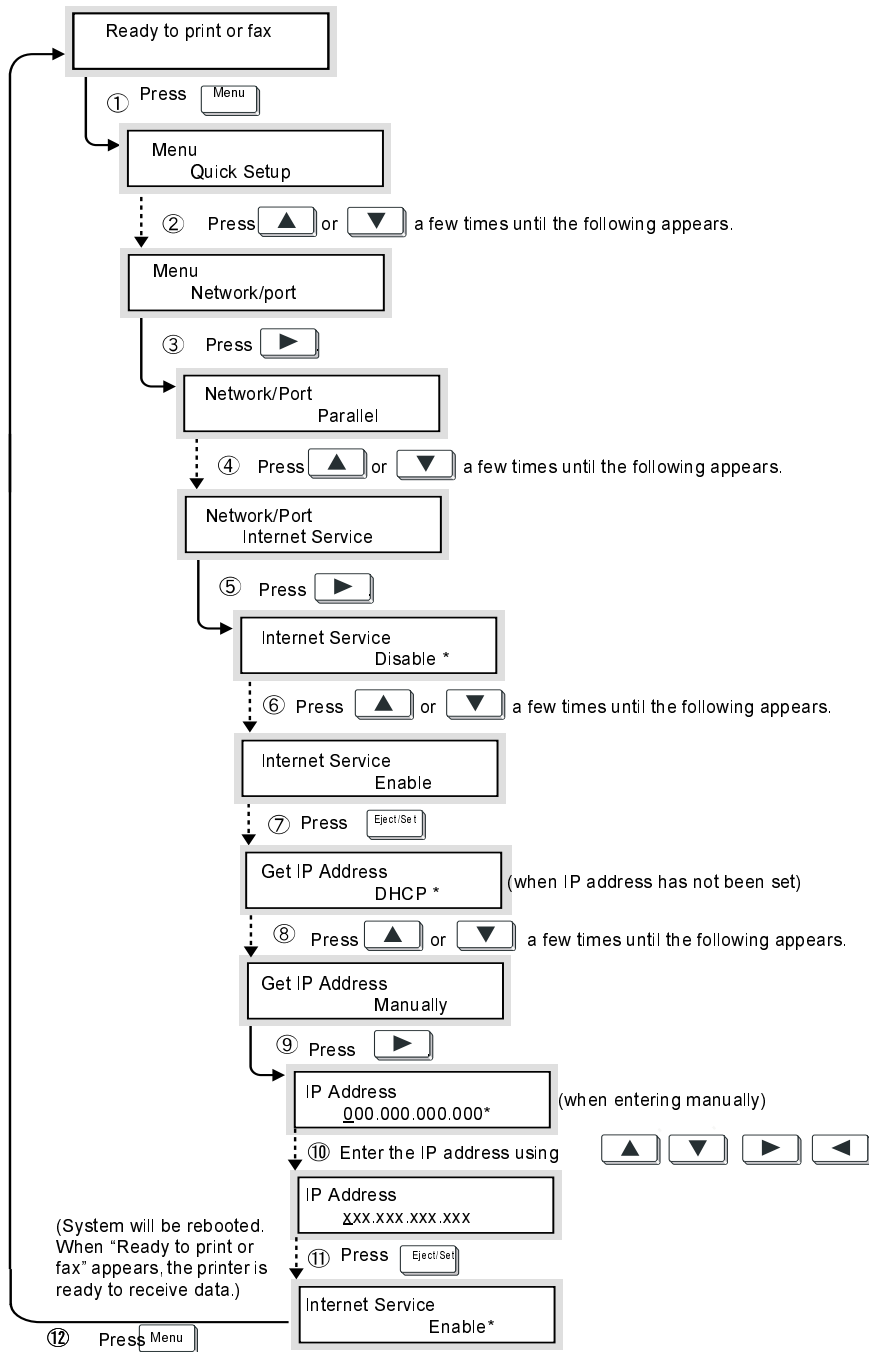 Ready to print or fax
① Press Menu
Menu
Quick Setup
② Press ▲ or ▼ a few times until the following appears.
Menu
Network/port
③ Press ►
Network/Port
Parallel
④ Press ▲ or ▼ a few times until the following appears.
Network/Port
Internet Service
⑤ Press ►
Internet Service
Disable *
⑥ Press ▲ or ▼ a few times until the following appears.
Internet Service
Enable
⑦ Press Eject/Set
Get IP Address
DHCP *
(when IP address has not been set)
⑧ Press ▲ or ▼ a few times until the following appears.
Get IP Address
Manually
⑨ Press ►
IP Address
000.000.000.000*
(when entering manually)
⑩ Enter the IP address using ▲ ▼ ► ◄
IP Address
xxx.xxx.xxx.xxx
(System will be rebooted.
When “Ready to print or
fax” appears, the printer is
ready to receive data.)
⑪ Press Eject/Set
Internet Service
Enable*
⑫ Press Menu